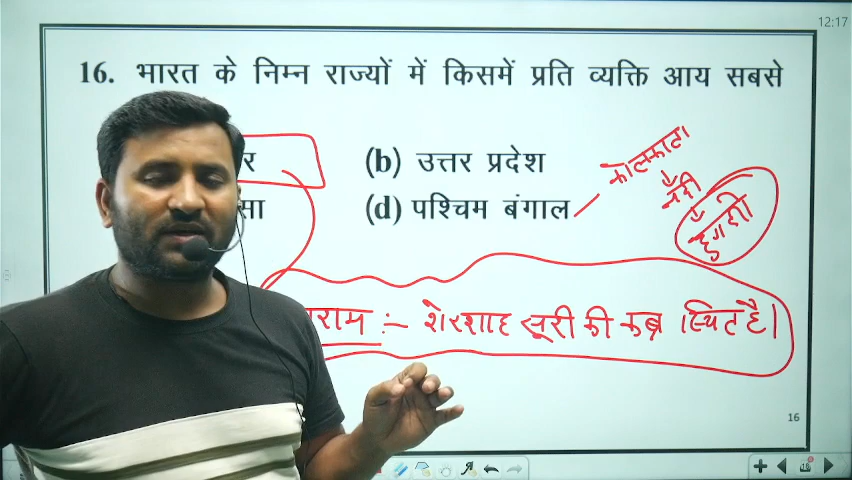 12:17
16. भारत के निम्न राज्यों में किसमें प्रति व्यक्ति आय सबसे
(b) उत्तर प्रदेश
(d) पश्चिम बंगाल
कोलकाता
नदी
हुगली
शेरशाह सूरी की कब्र स्थित है।
16
18